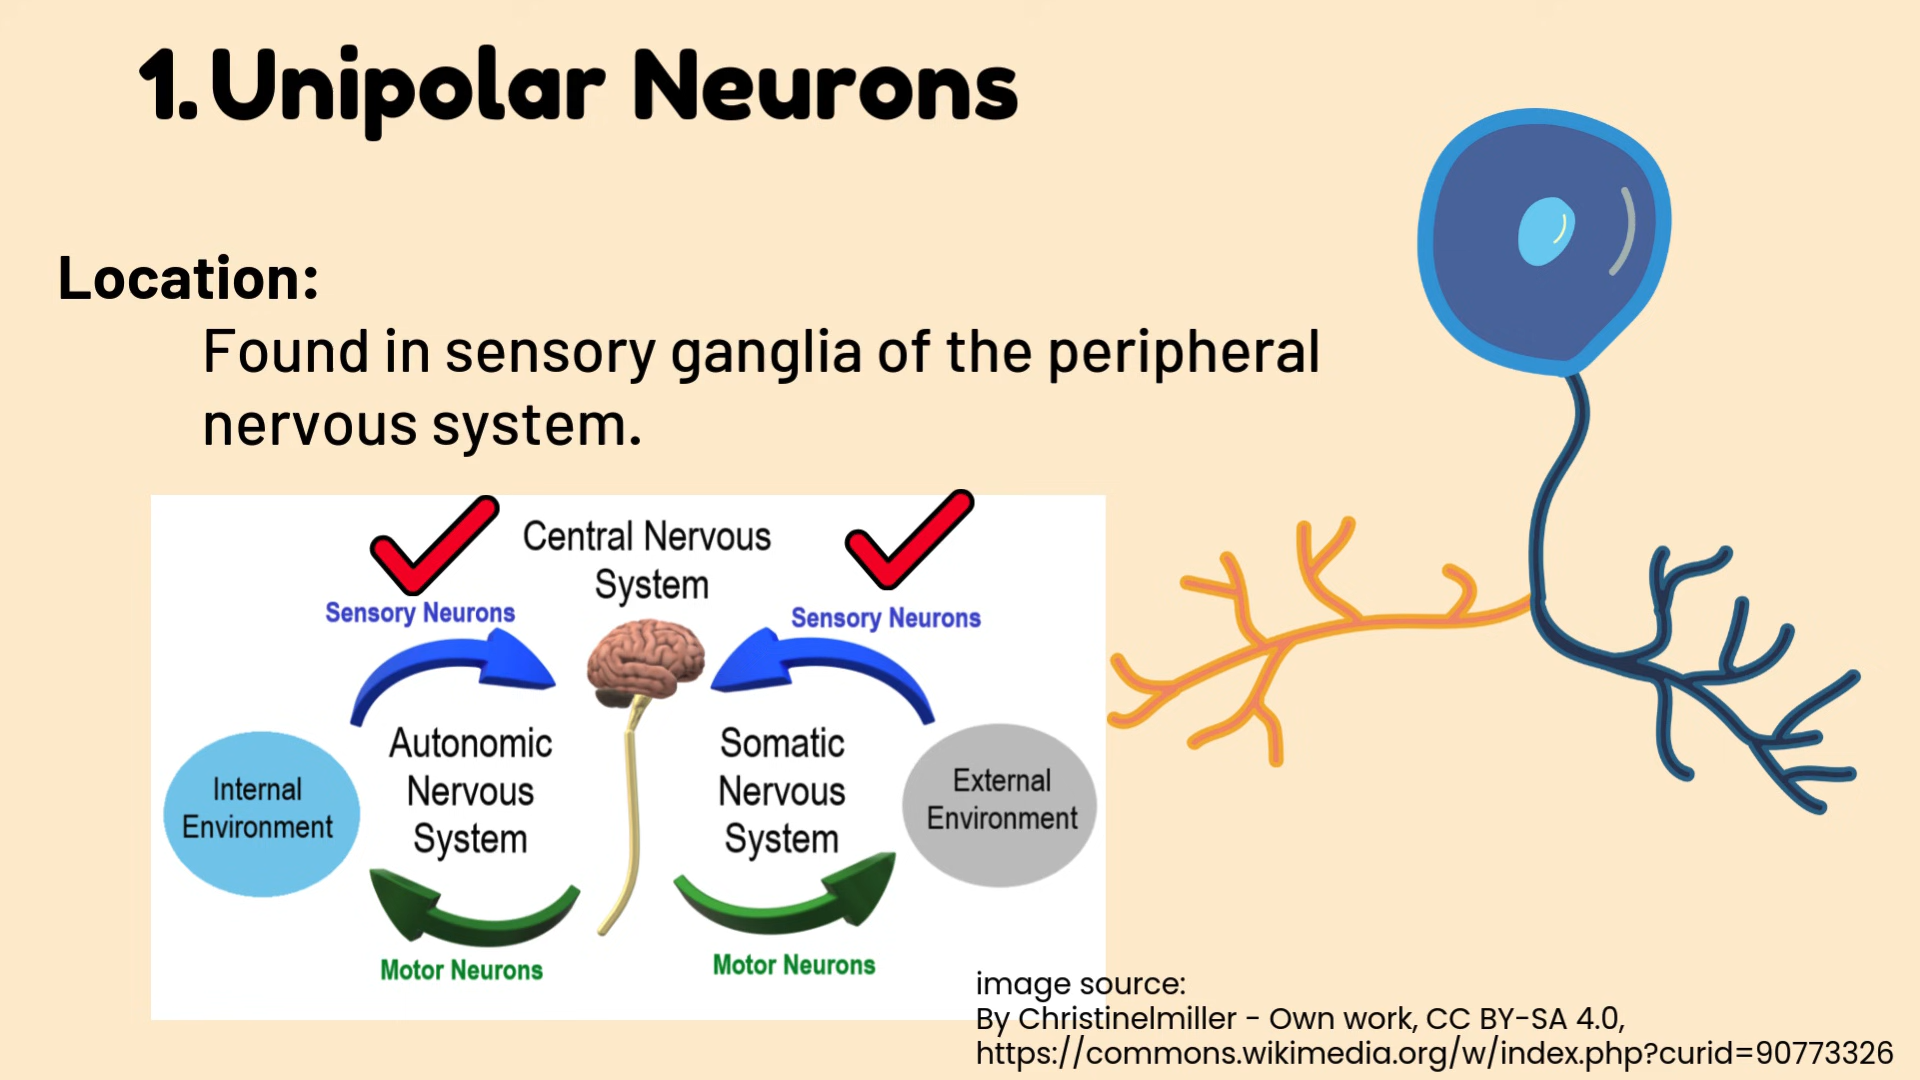 1. Unipolar Neurons
Location:
Found in sensory ganglia of the peripheral
nervous system.
Central Nervous
System
Sensory Neurons
Sensory Neurons
Autonomic
Nervous
System
Somatic
Nervous
System
Internal
Environment
External
Environment
Motor Neurons
Motor Neurons
image source:
By Christinelmiller - Own work, CC BY-SA 4.0,
https://commons.wikimedia.org/w/index.php?curid=90773326